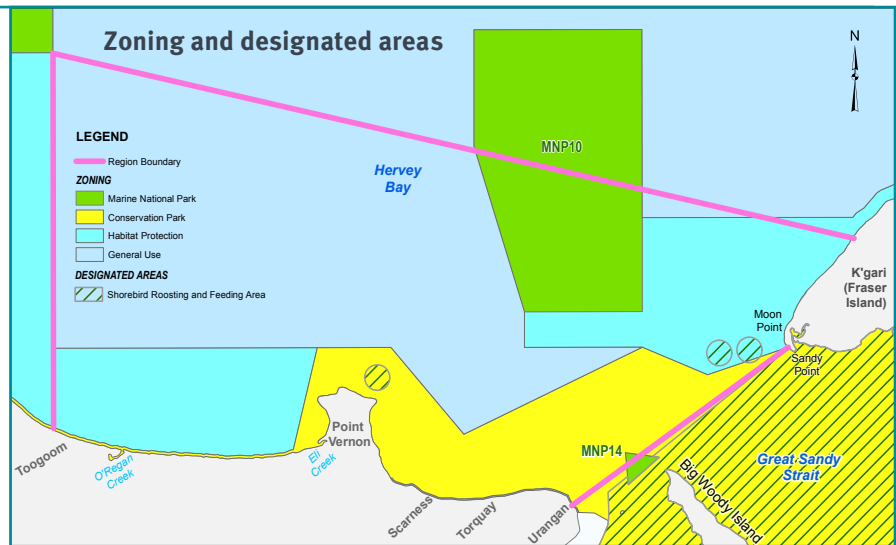 Zoning and designated areas
N
LEGEND
Region Boundary
ZONING
Marine National Park
Conservation Park
Habitat Protection
General Use
DESIGNATED AREAS
Shorebird Roosting and Feeding Area
Hervey
Bay
MNP10
K'gari
(Fraser
Island)
Moon
Point
Sandy
Point
Point
Vernon
MNP14
Great Sandy
Strait
Toogoom
O'Regan
Creek
Eli
Creek
Scarness
Torquay
Urangan
Big Woody Island